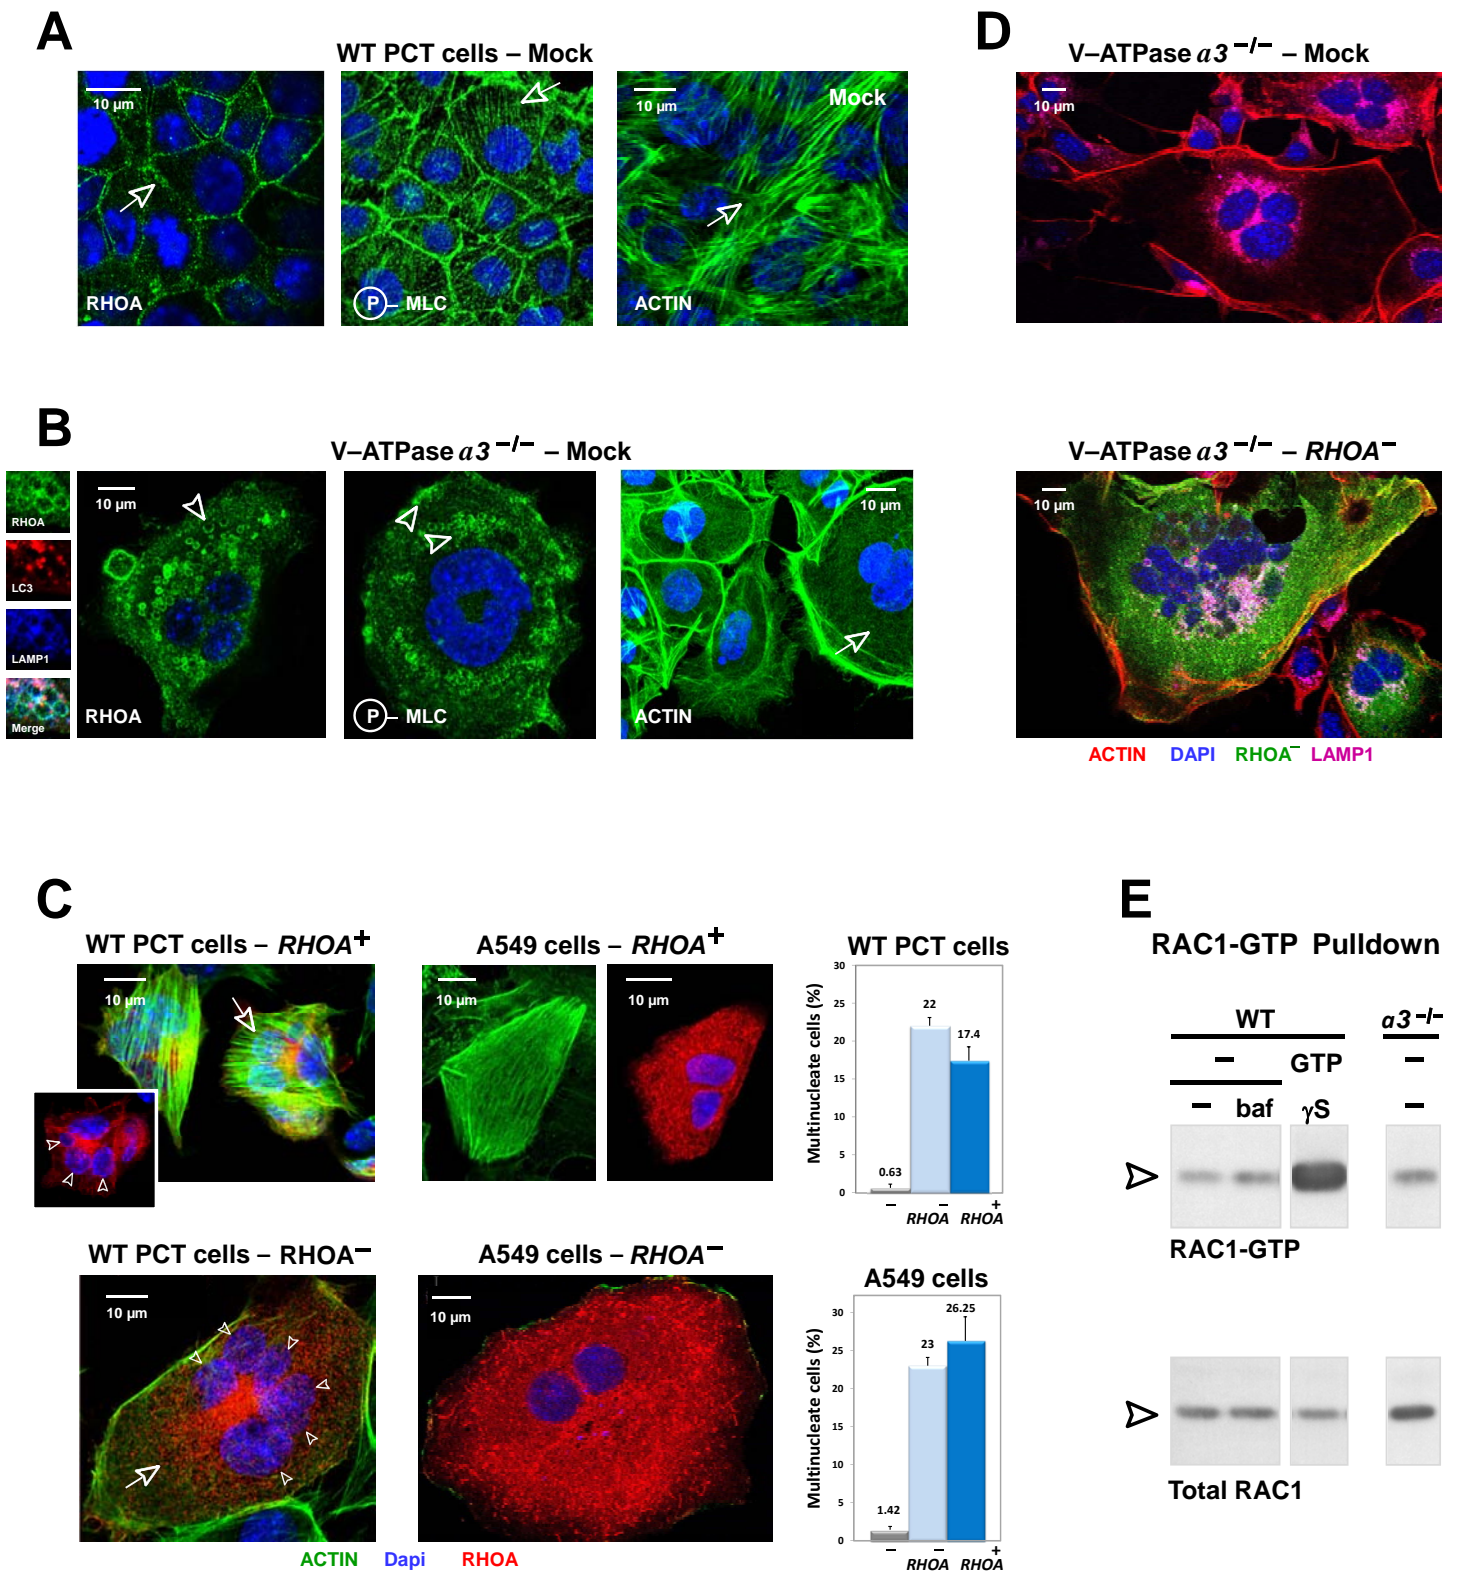 A
WT PCT cells – Mock
10 µm
RHOA
10 µm
P – MLC
10 µm
Mock
ACTIN
B
V–ATPase a3 −/− – Mock
RHOA
LC3
LAMP1
Merge
10 µm
RHOA
10 µm
P – MLC
10 µm
ACTIN
C
WT PCT cells – RHOA+
10 µm
A549 cells – RHOA+
10 µm
10 µm
WT PCT cells
Multinucleate cells (%)
30
25
20
15
10
5
0
0.63
22
17.4
– – +
RHOA RHOA
WT PCT cells – RHOA−
10 µm
A549 cells – RHOA−
10 µm
ACTIN Dapi RHOA
A549 cells
Multinucleate cells (%)
30
25
20
15
10
5
0
1.42
23
26.25
– – +
RHOA RHOA
D
V–ATPase a3 −/− – Mock
10 µm
V–ATPase a3 −/− – RHOA−
10 µm
ACTIN DAPI RHOA− LAMP1
E
RAC1-GTP Pulldown
WT a3 −/−
– GTP –
– baf γS –
RAC1-GTP
Total RAC1